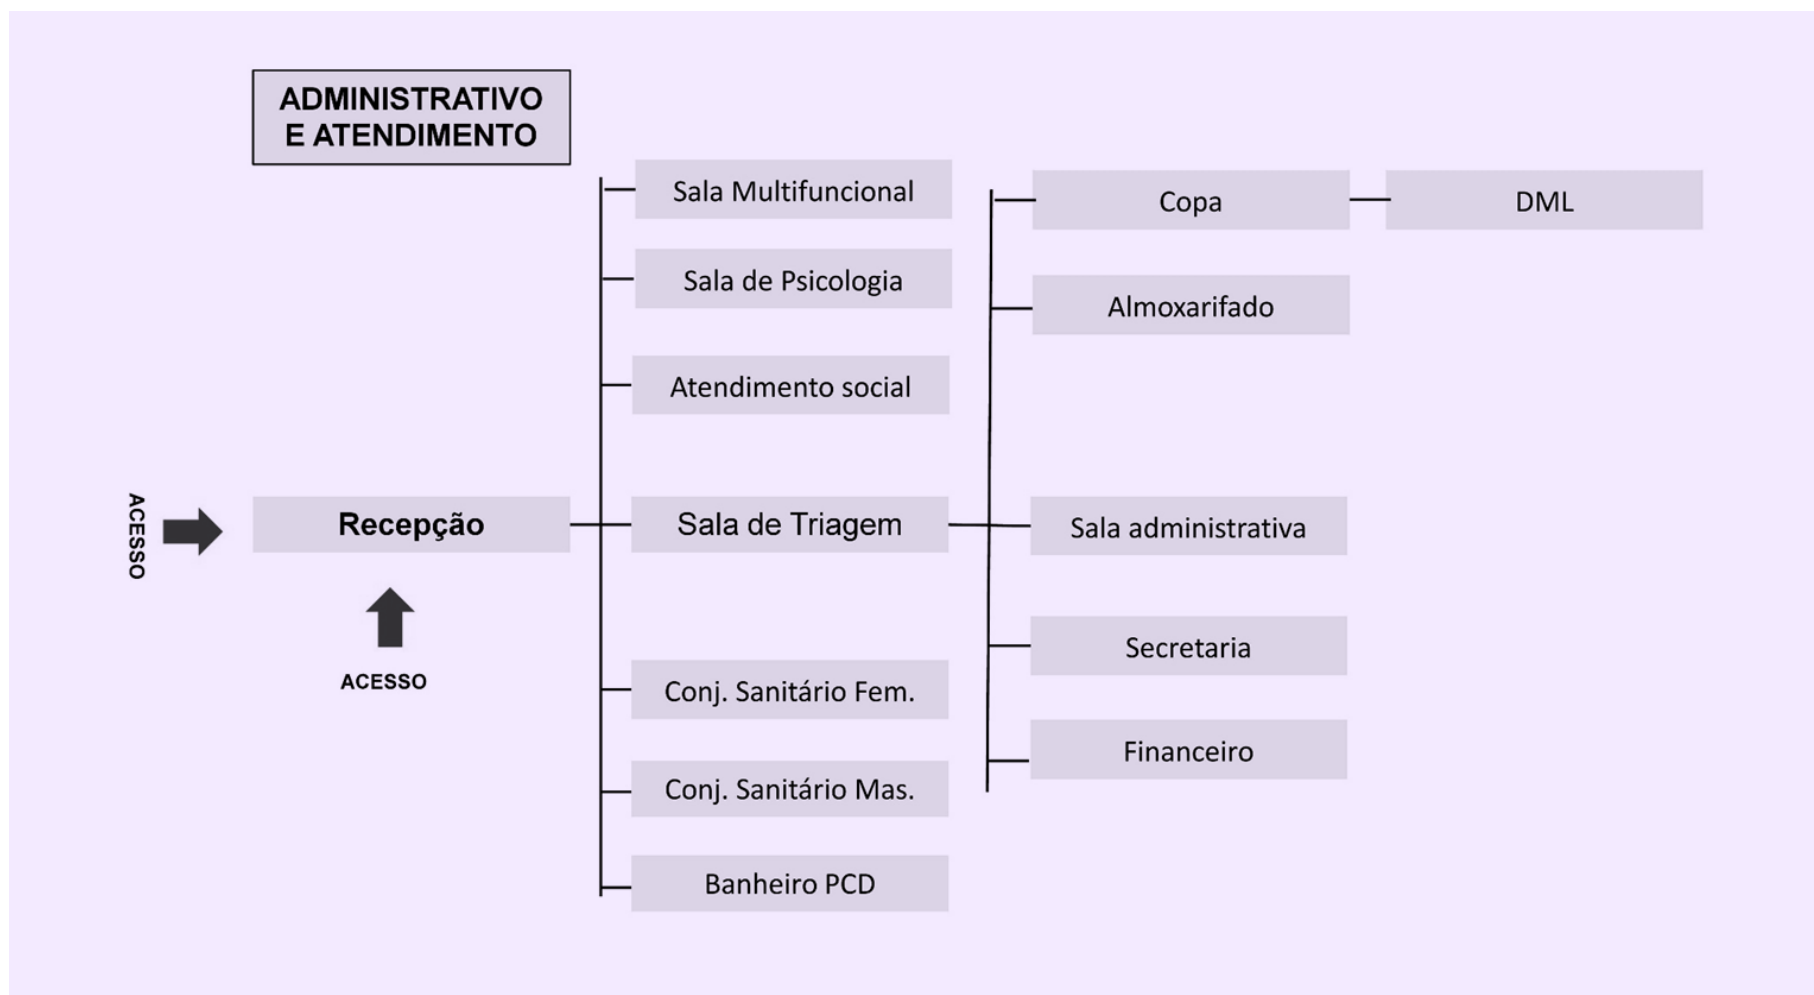 ADMINISTRATIVO
E ATENDIMENTO
Sala Multifuncional
Sala de Psicologia
Atendimento social
ACESSO
Recepção
ACESSO
Sala de Triagem
Conj. Sanitário Fem.
Conj. Sanitário Mas.
Banheiro PCD
Copa
DML
Almoxarifado
Sala administrativa
Secretaria
Financeiro